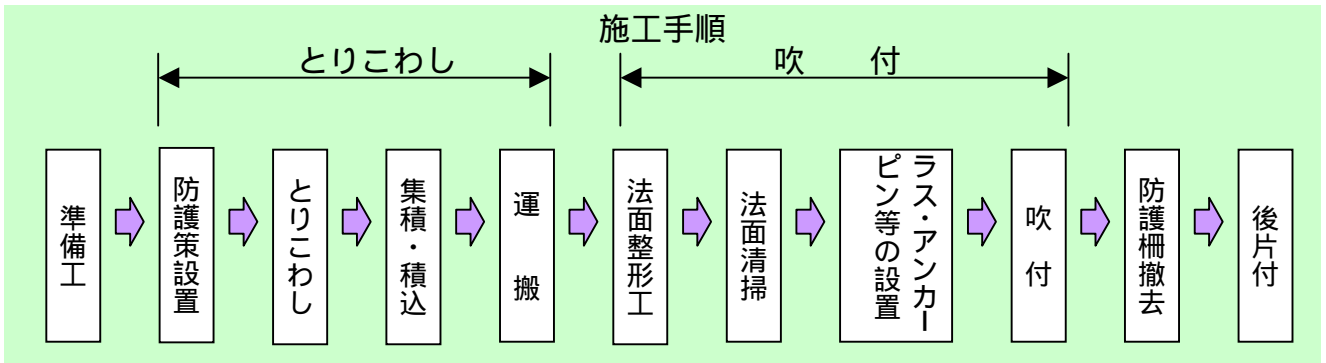 施工手順
とりこわし
吹　付
準備工
防護策設置
とりこわし
集積・積込
運　搬
法面整形工
法面清掃
ラス・アンカー
ピン等の設置
吹　付
防護柵撤去
後片付